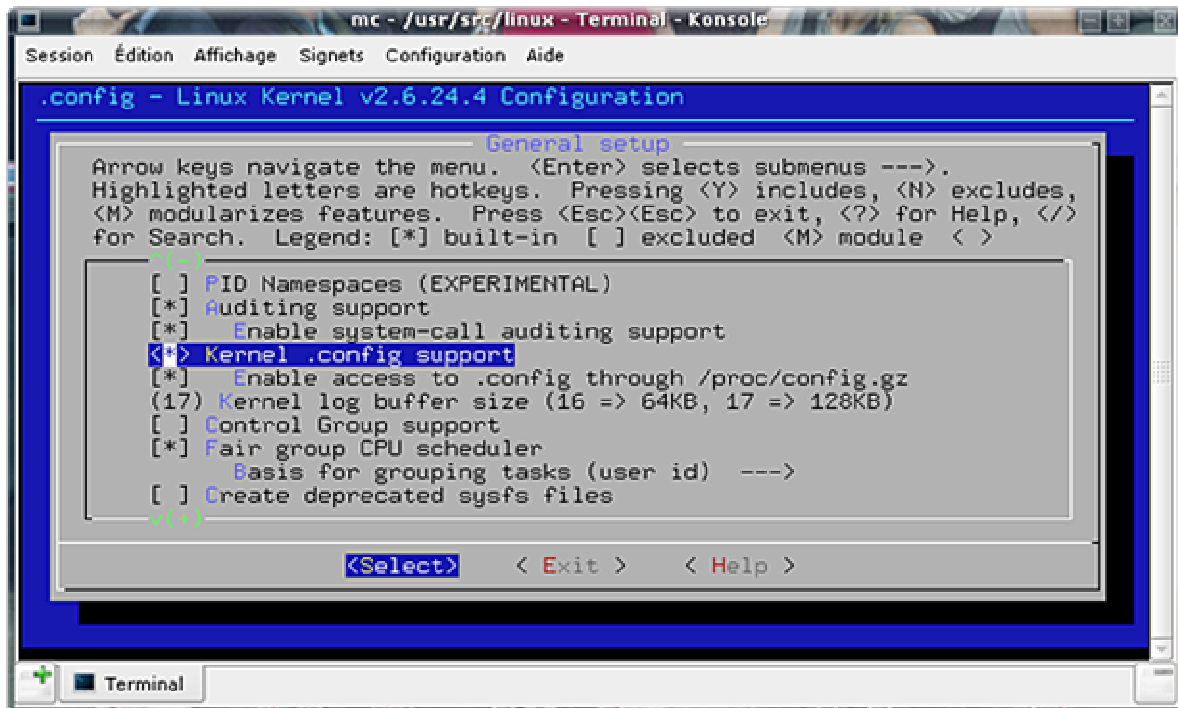 mc - /usr/src/linux - Terminal - Konsole
Session Édition Affichage Signets Configuration Aide
.config - Linux Kernel v2.6.24.4 Configuration
General setup
Arrow keys navigate the menu. <Enter> selects submenus --->.
Highlighted letters are hotkeys. Pressing <Y> includes, <N> excludes,
<M> modularizes features. Press <Esc><Esc> to exit, <?> for Help, </>
for Search. Legend: [*] built-in [ ] excluded <M> module < >
^(-)
[ ] PID Namespaces (EXPERIMENTAL)
[*] Auditing support
[*] Enable system-call auditing support
<*> Kernel .config support
[*] Enable access to .config through /proc/config.gz
(17) Kernel log buffer size (16 => 64KB, 17 => 128KB)
[ ] Control Group support
[*] Fair group CPU scheduler
Basis for grouping tasks (user id) --->
[ ] Create deprecated sysfs files
v(+)
<Select> < Exit > < Help >
Terminal